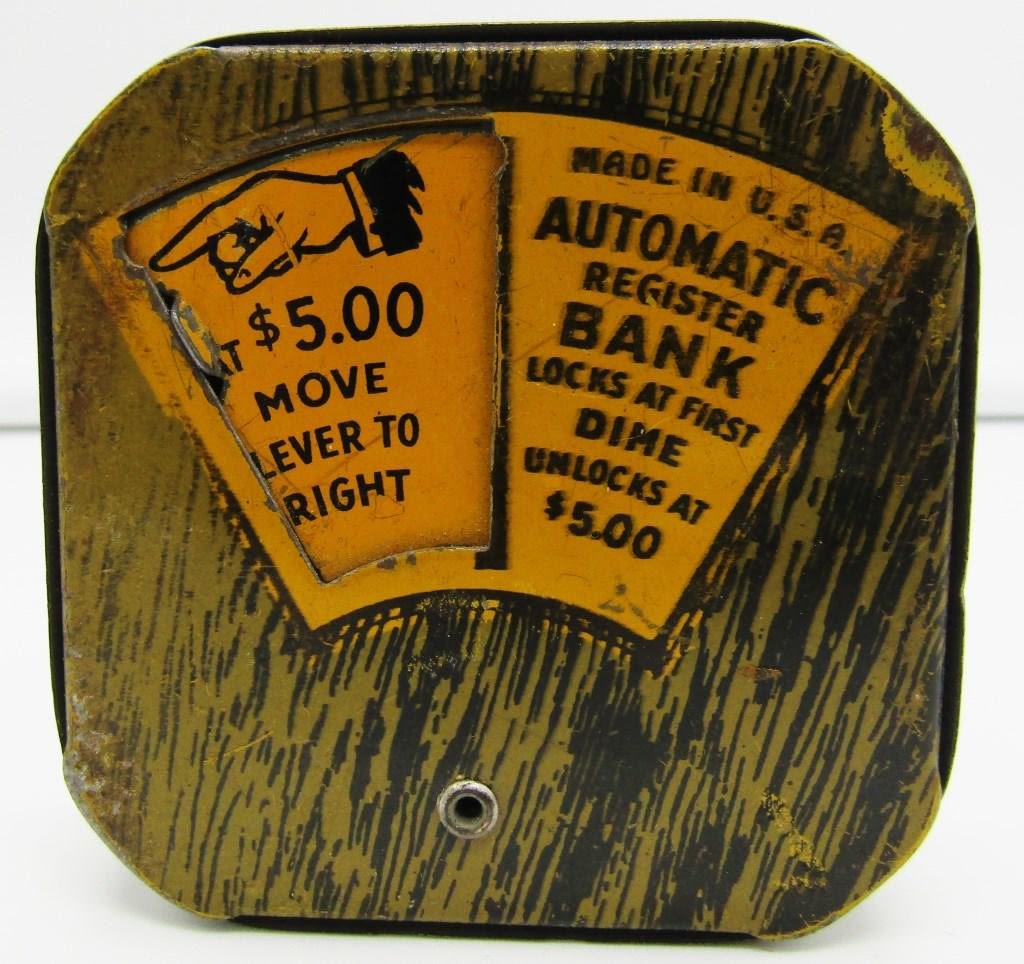 AT $5.00
MOVE
LEVER TO
RIGHT
MADE IN U.S.A.
AUTOMATIC
REGISTER
BANK
LOCKS AT FIRST
DIME
UNLOCKS AT
$5.00